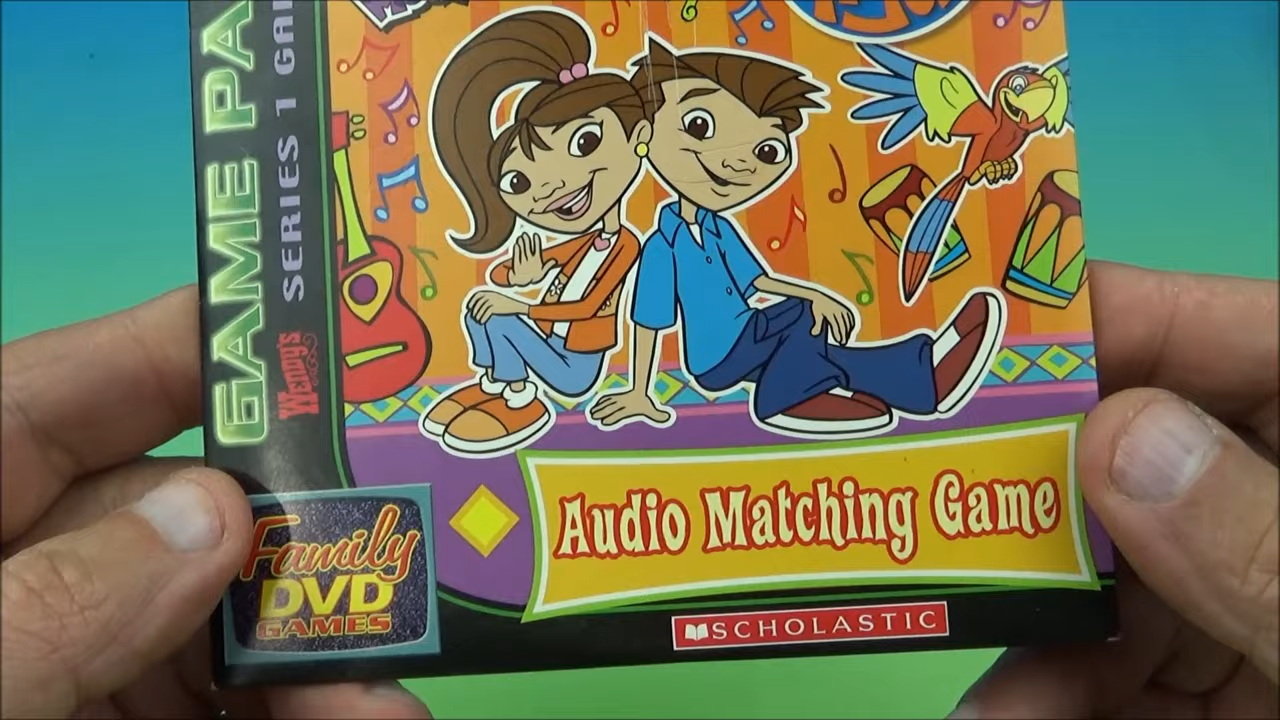 GAME PA
SERIES 1 GA
Wendy's
Audio Matching Game
Family
DVD
GAMES
SCHOLASTIC